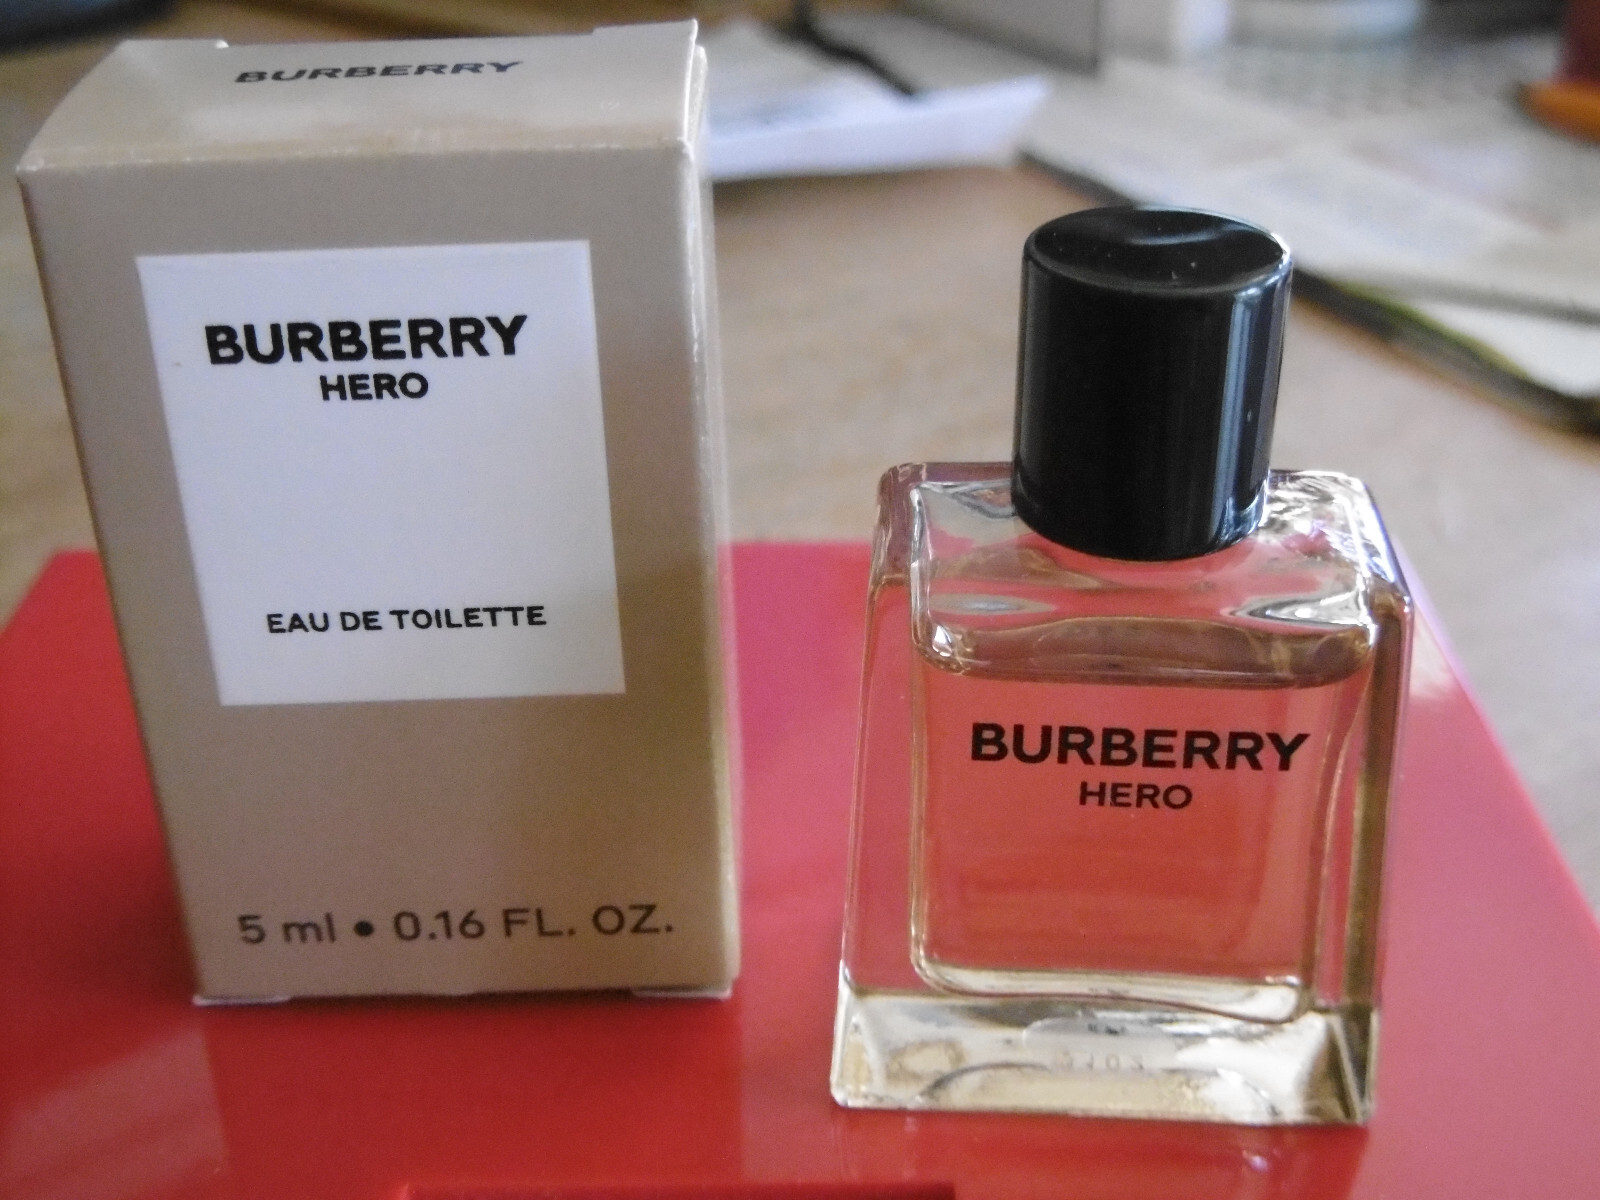 BURBERRY
BURBERRY
HERO
EAU DE TOILETTE
5 ml • 0.16 FL. OZ.
BURBERRY
HERO